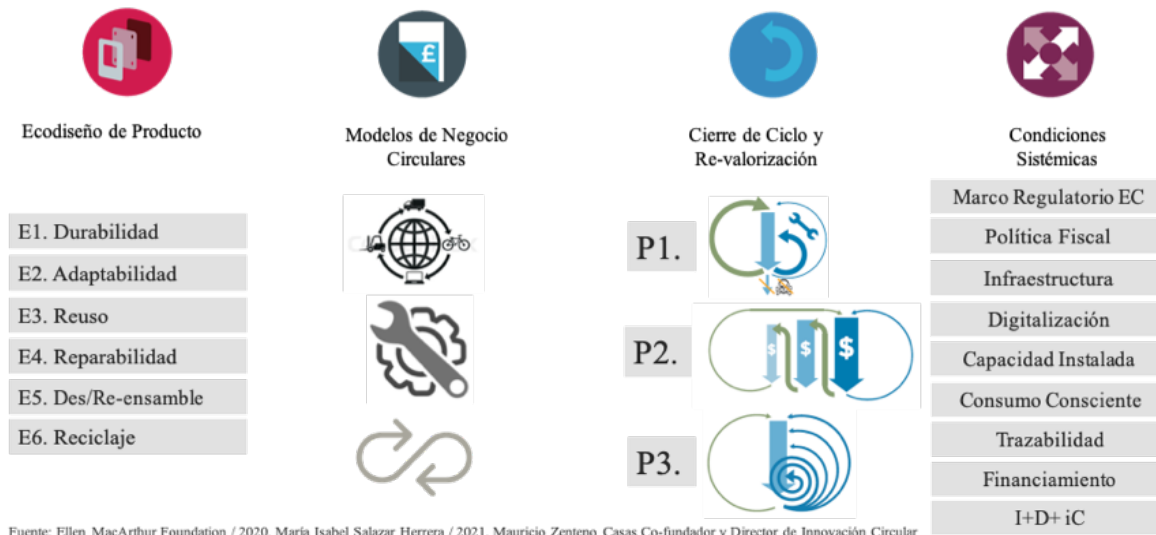 £
Ecodiseño de Producto
Modelos de Negocio
Circulares
Cierre de Ciclo y
Re-valorización
Condiciones
Sistémicas
E1. Durabilidad
E2. Adaptabilidad
E3. Reuso
E4. Reparabilidad
E5. Des/Re-ensamble
E6. Reciclaje
P1.
P2.
$ $ $
P3.
Marco Regulatorio EC
Política Fiscal
Infraestructura
Digitalización
Capacidad Instalada
Consumo Consciente
Trazabilidad
Financiamiento
I+D+ iC
Fuente: Ellen MacArthur Foundation / 2020, María Isabel Salazar Herrera / 2021, Mauricio Zenteno Casas Co-fundador y Director de Innovación Circular